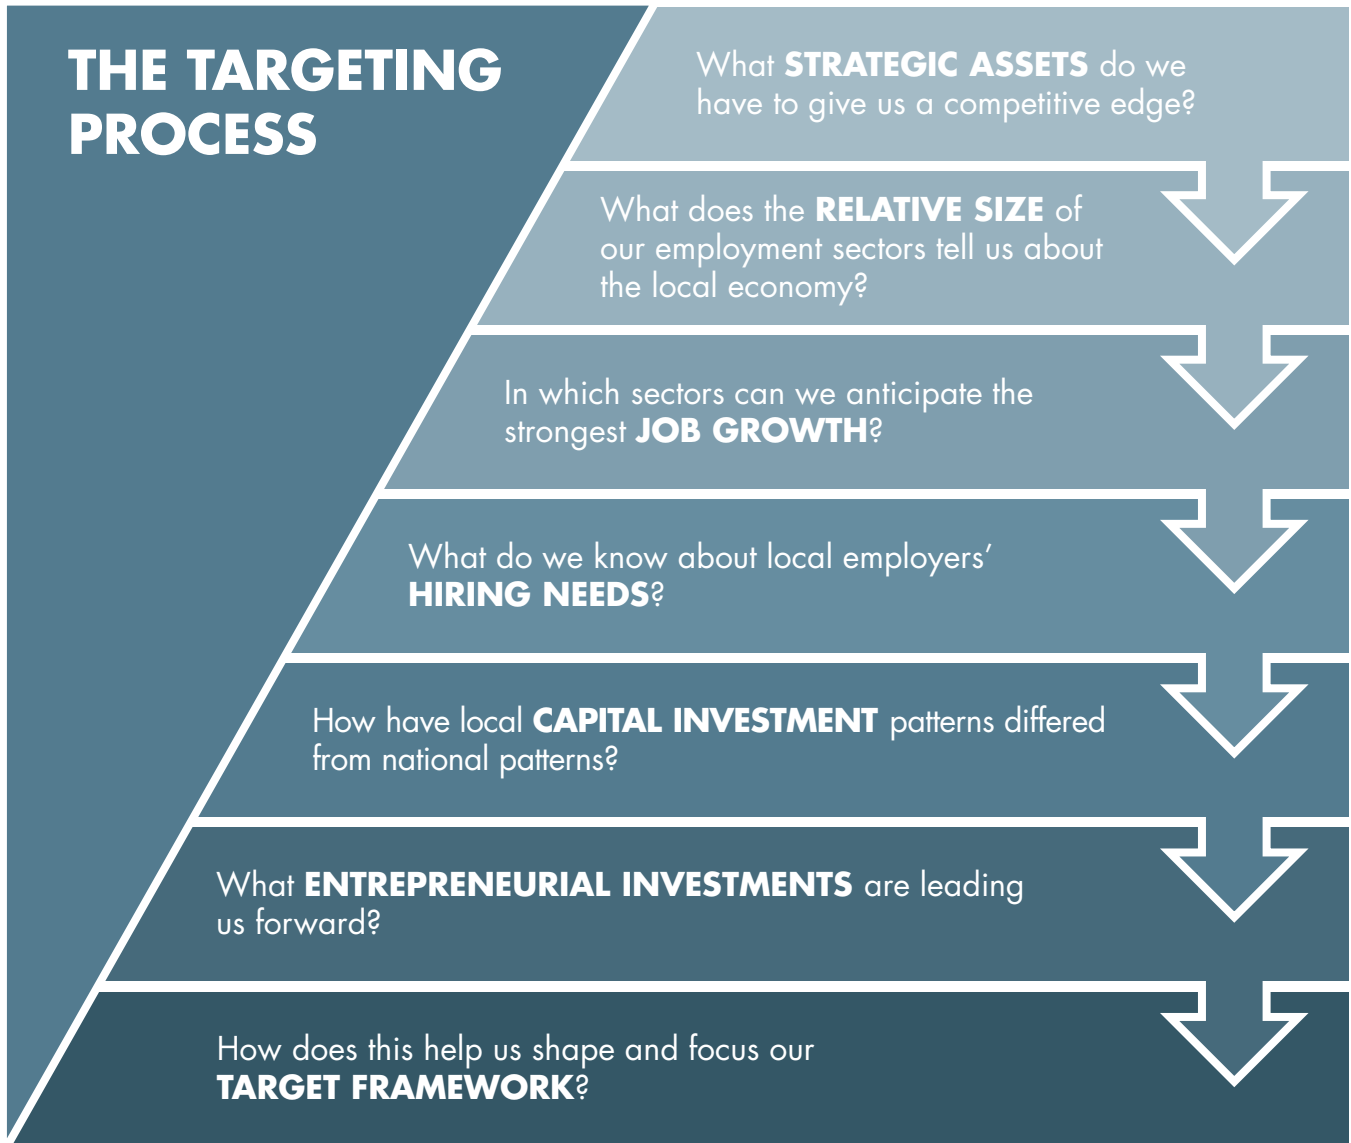 THE TARGETING
PROCESS
What STRATEGIC ASSETS do we
have to give us a competitive edge?
What does the RELATIVE SIZE of
our employment sectors tell us about
the local economy?
In which sectors can we anticipate the
strongest JOB GROWTH?
What do we know about local employers’
HIRING NEEDS?
How have local CAPITAL INVESTMENT patterns differed
from national patterns?
What ENTREPRENEURIAL INVESTMENTS are leading
us forward?
How does this help us shape and focus our
TARGET FRAMEWORK?